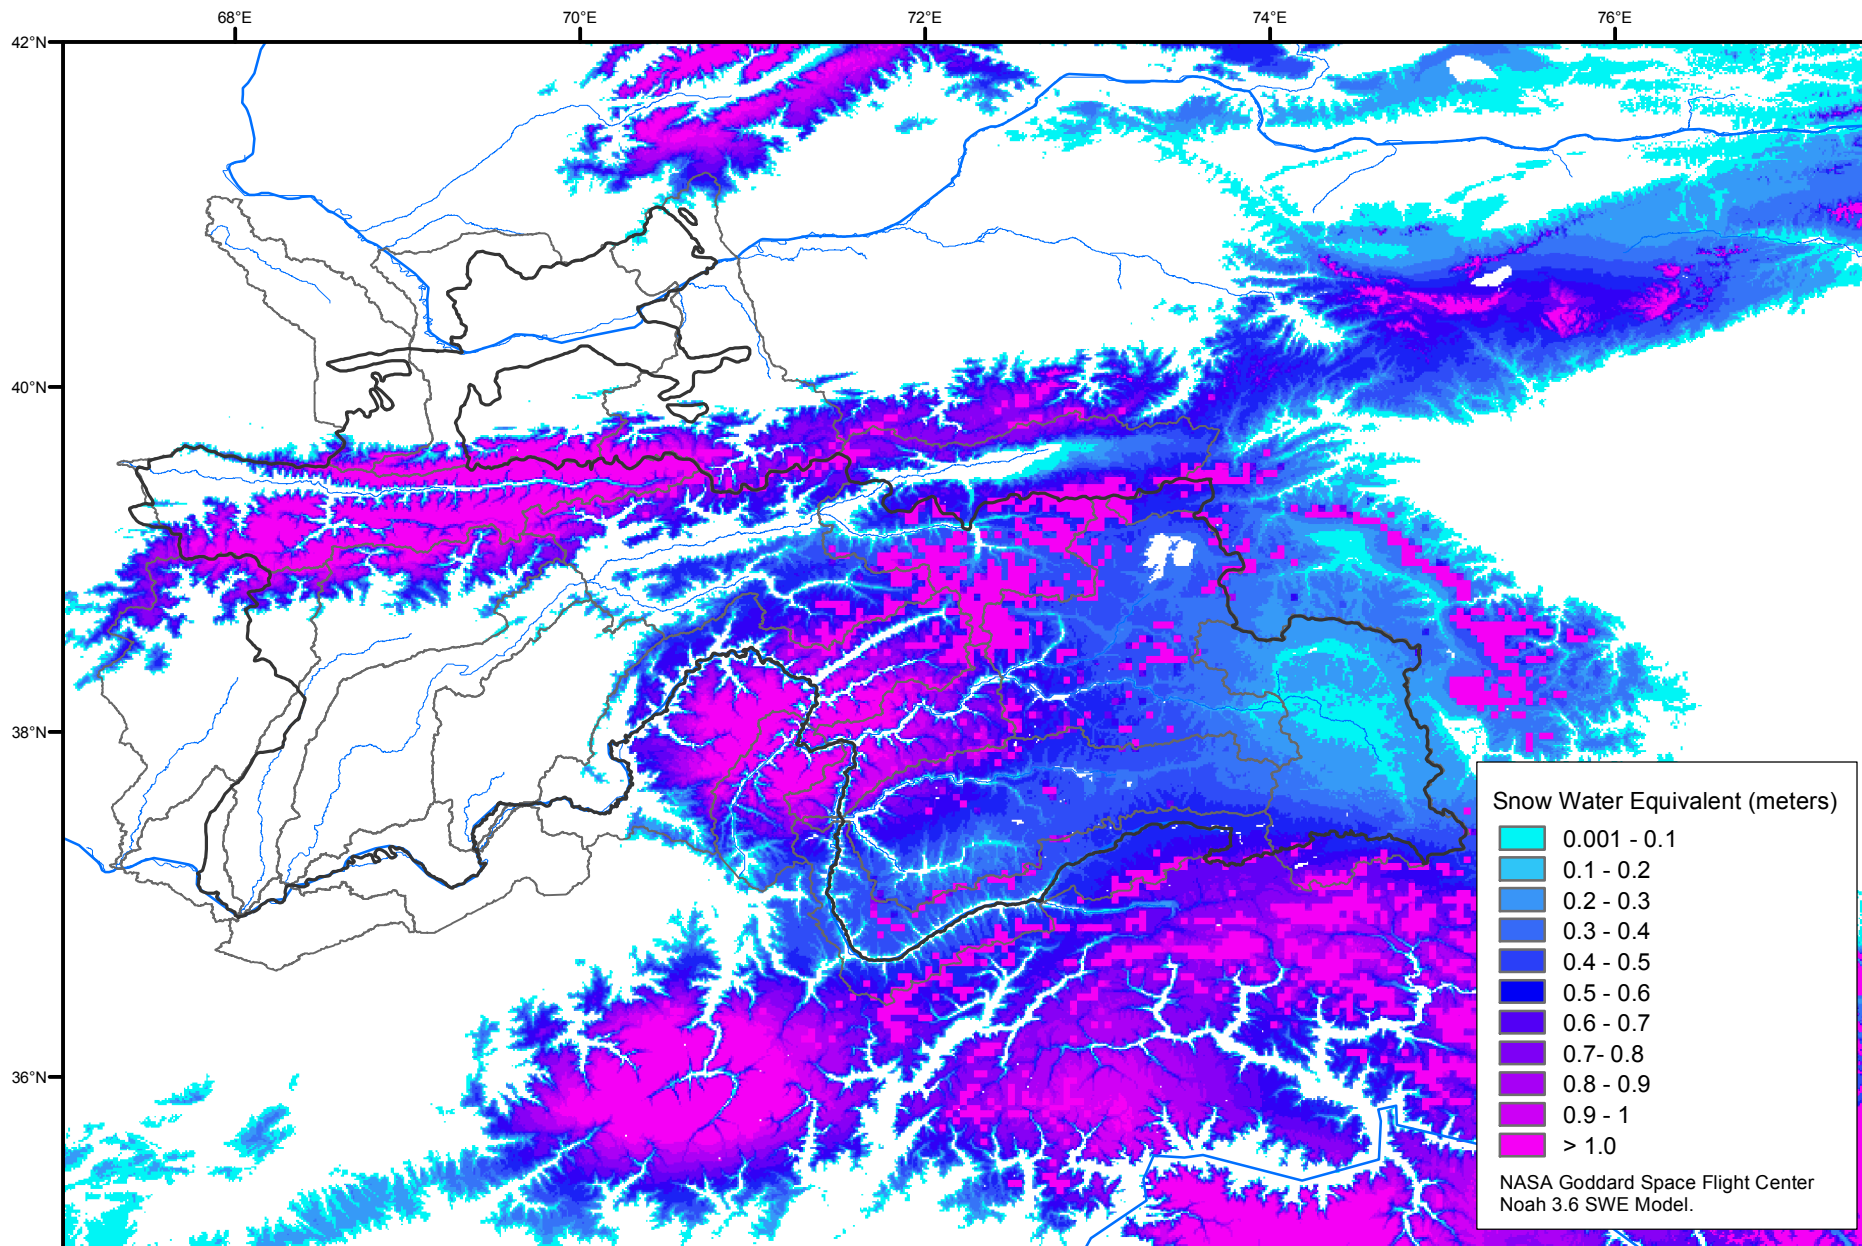 68°E
70°E
72°E
74°E
76°E
42°N
40°N
38°N
36°N
Snow Water Equivalent (meters)
0.001 - 0.1
0.1 - 0.2
0.2 - 0.3
0.3 - 0.4
0.4 - 0.5
0.5 - 0.6
0.6 - 0.7
0.7- 0.8
0.8 - 0.9
0.9 - 1
> 1.0
NASA Goddard Space Flight Center
Noah 3.6 SWE Model.